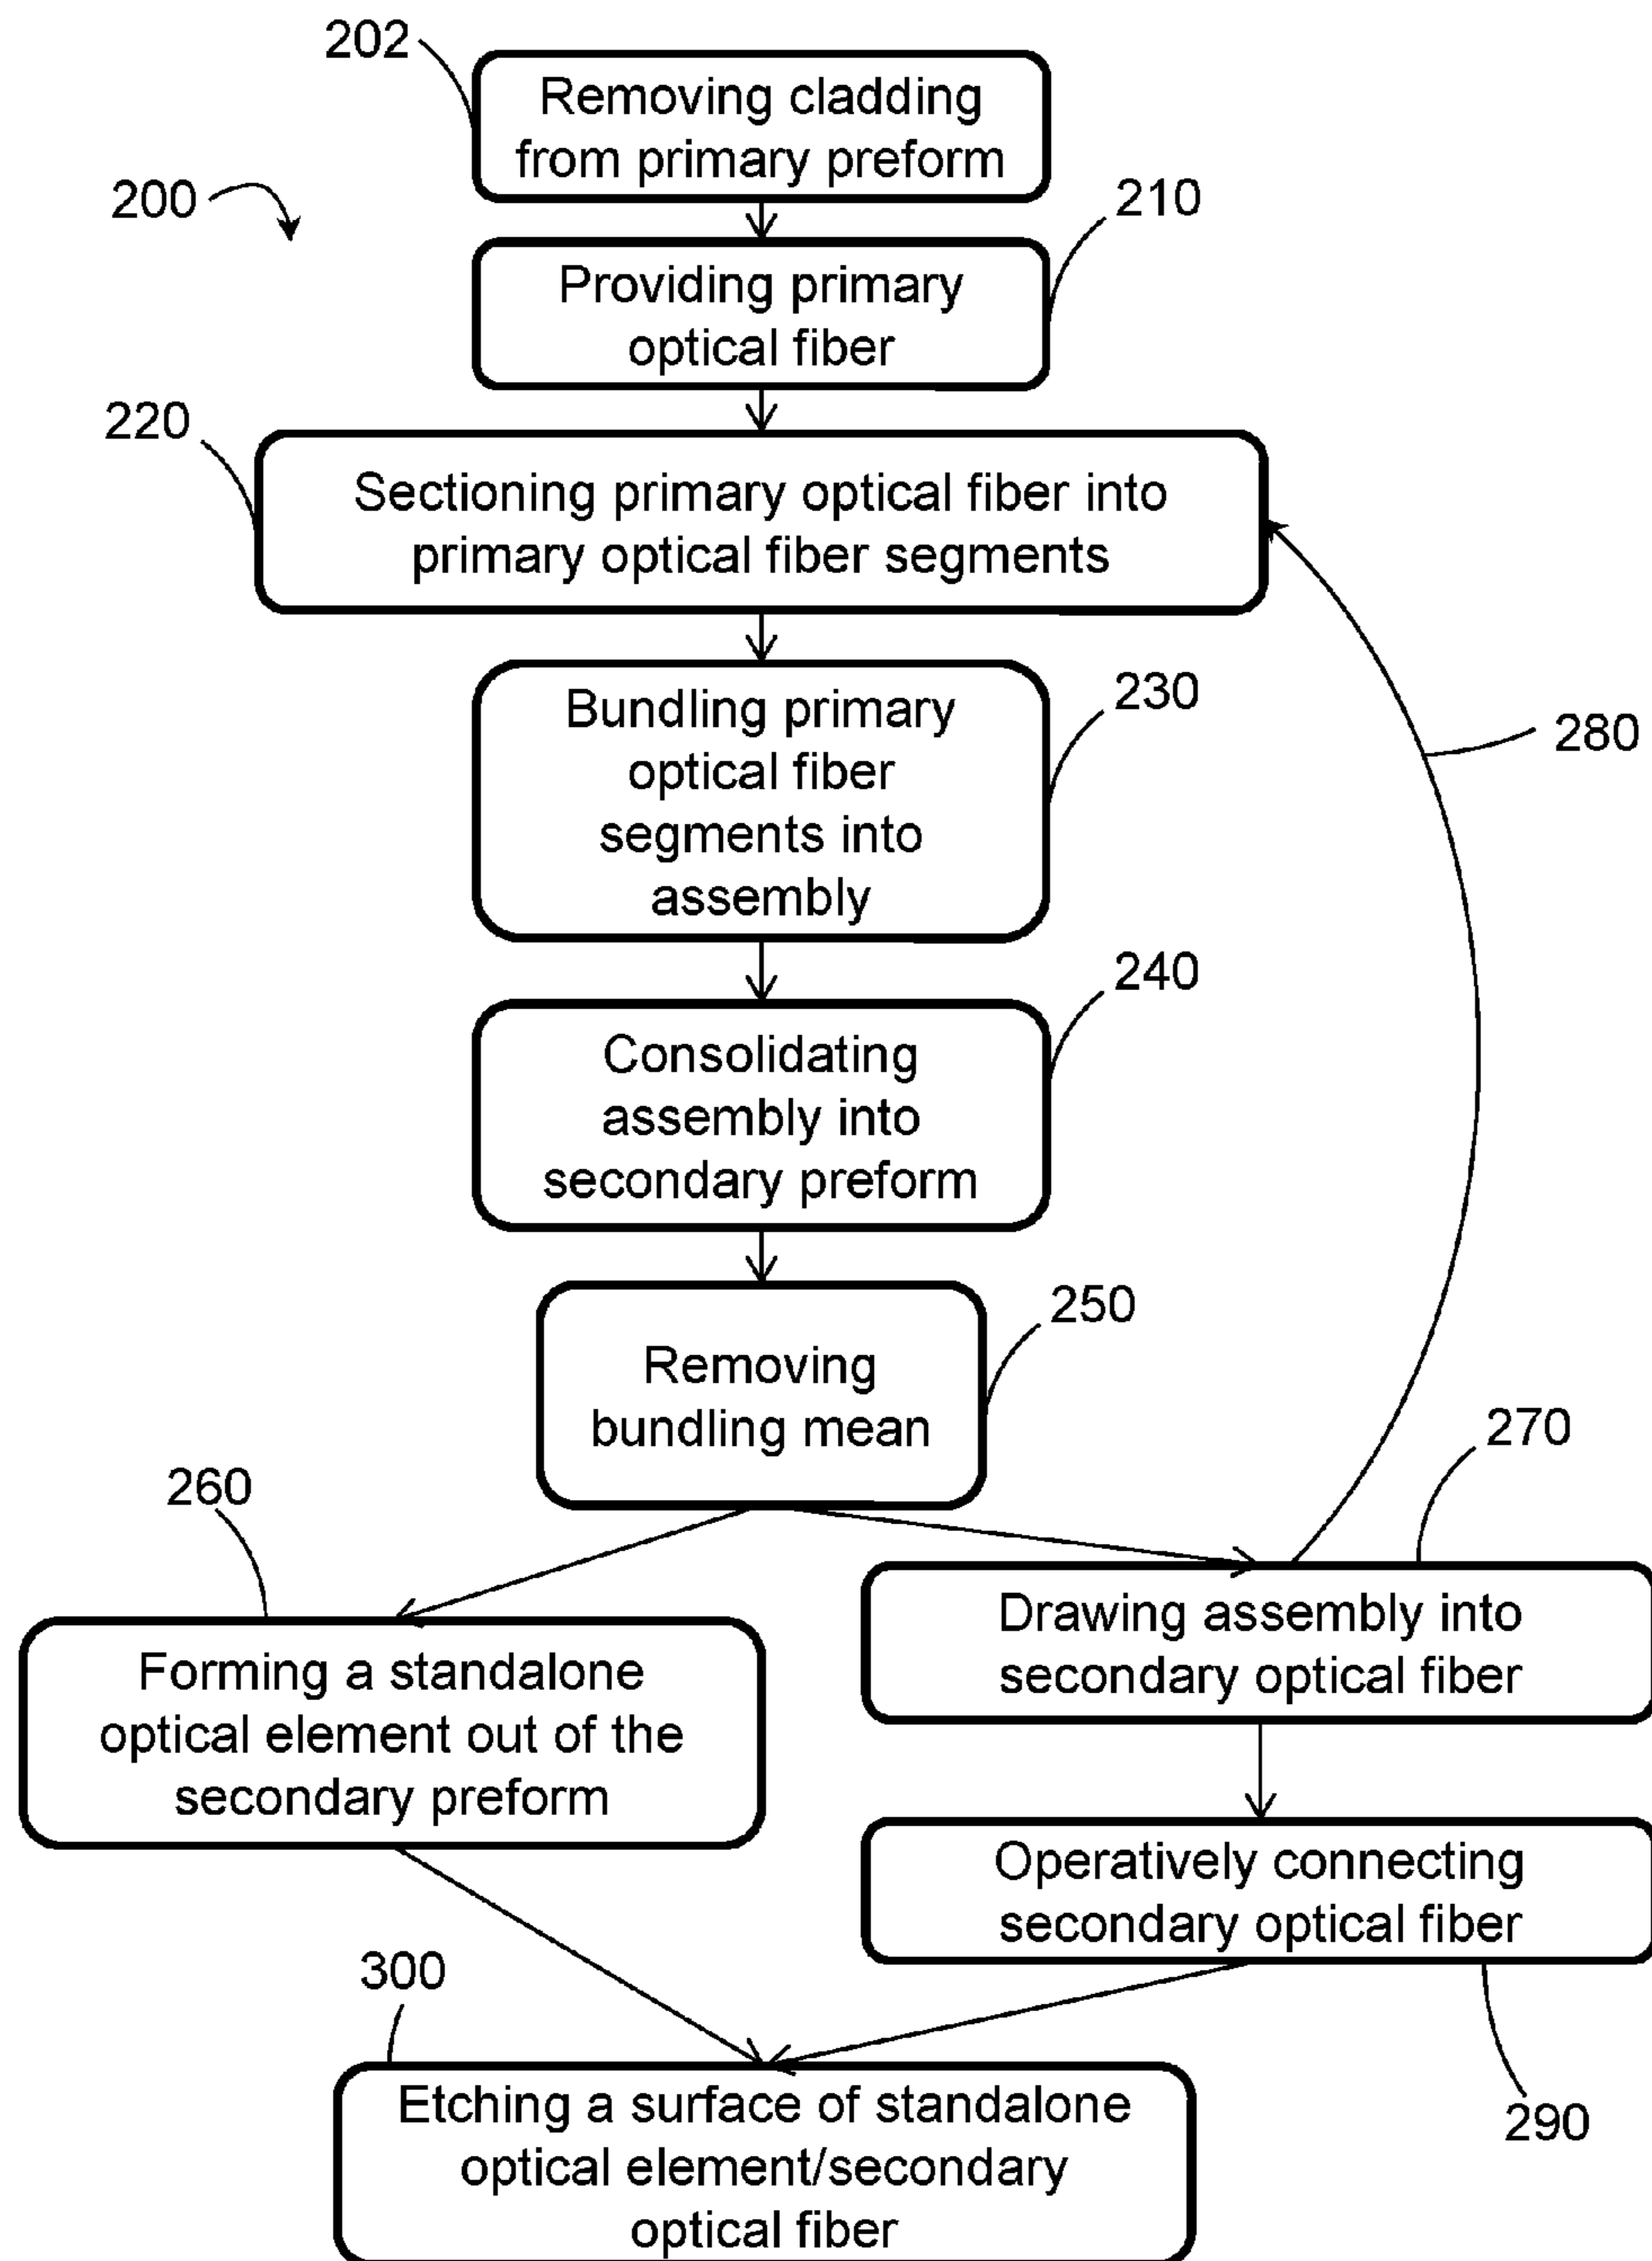 202
Removing cladding
from primary preform
200
210
Providing primary
optical fiber
220
Sectioning primary optical fiber into
primary optical fiber segments
230
Bundling primary
optical fiber
segments into
assembly
280
240
Consolidating
assembly into
secondary preform
250
Removing
bundling mean
260
Forming a standalone
optical element out of the
secondary preform
270
Drawing assembly into
secondary optical fiber
Operatively connecting
secondary optical fiber
290
300
Etching a surface of standalone
optical element/secondary
optical fiber